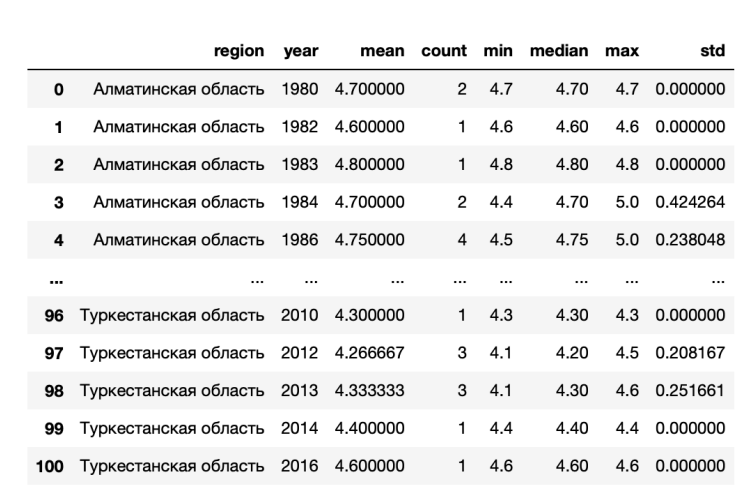 region year mean count min median max std
0 Алматинская область 1980 4.700000 2 4.7 4.70 4.7 0.000000
1 Алматинская область 1982 4.600000 1 4.6 4.60 4.6 0.000000
2 Алматинская область 1983 4.800000 1 4.8 4.80 4.8 0.000000
3 Алматинская область 1984 4.700000 2 4.4 4.70 5.0 0.424264
4 Алматинская область 1986 4.750000 4 4.5 4.75 5.0 0.238048
... ... ... ... ... ... ... ... ...
96 Туркестанская область 2010 4.300000 1 4.3 4.30 4.3 0.000000
97 Туркестанская область 2012 4.266667 3 4.1 4.20 4.5 0.208167
98 Туркестанская область 2013 4.333333 3 4.1 4.30 4.6 0.251661
99 Туркестанская область 2014 4.400000 1 4.4 4.40 4.4 0.000000
100 Туркестанская область 2016 4.600000 1 4.6 4.60 4.6 0.000000